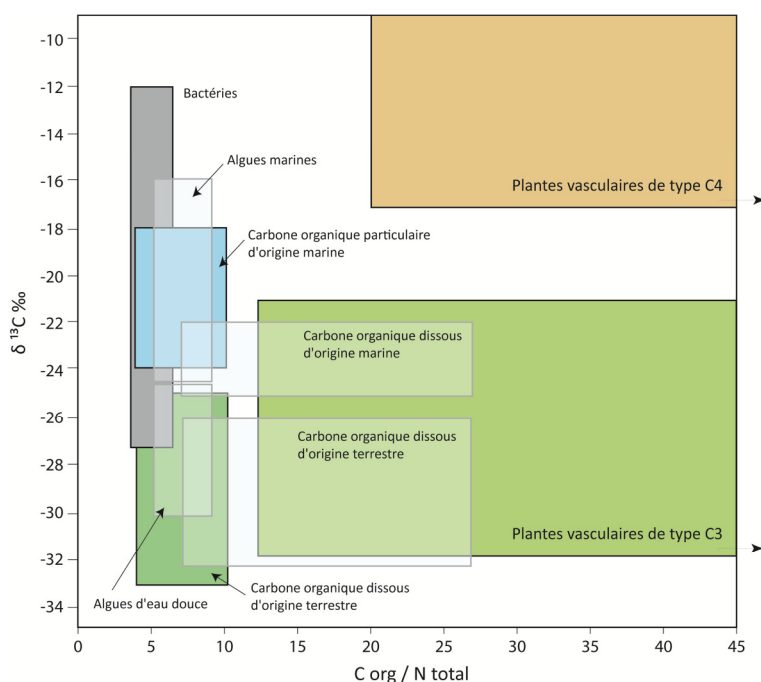 -10
-12
-14
-16
-18
-20
-22
-24
-26
-28
-30
-32
-34
δ ¹³C ‰
Bactéries
Algues marines
Plantes vasculaires de type C4
Carbone organique particulaire
d'origine marine
Carbone organique dissous
d'origine marine
Carbone organique dissous
d'origine terrestre
Plantes vasculaires de type C3
Carbone organique dissous
d'origine terrestre
Algues d'eau douce
0 5 10 15 20 25 30 35 40 45
C org / N total